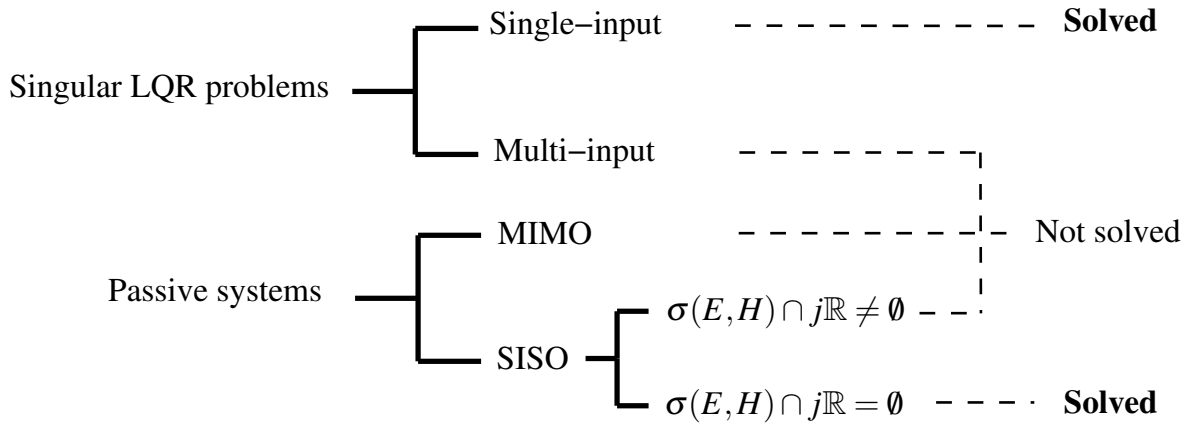 Single−input
Solved
Singular LQR problems
Multi−input
MIMO
Not solved
Passive systems
σ(E,H) ∩ jℝ ≠ ∅
SISO
σ(E,H) ∩ jℝ = ∅
Solved